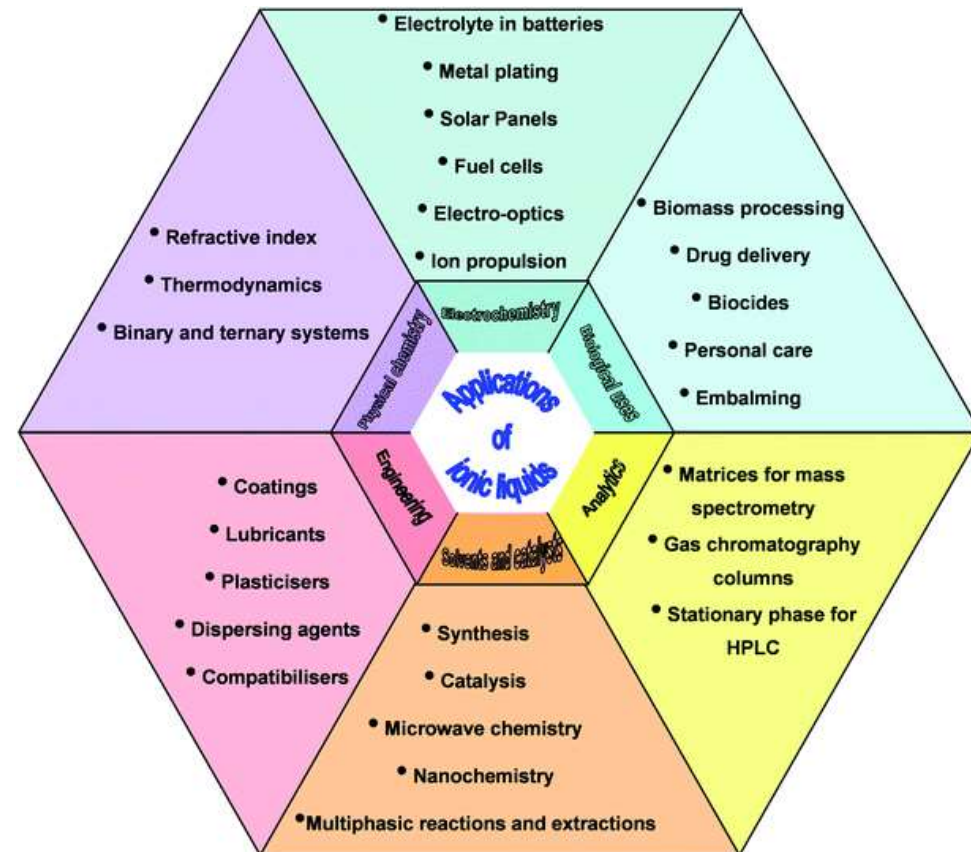 • Electrolyte in batteries
• Metal plating
• Solar Panels
• Fuel cells
• Electro-optics
• Ion propulsion
Electrochemistry
• Biomass processing
• Drug delivery
• Biocides
• Personal care
• Embalming
Biological uses
• Matrices for mass
spectrometry
• Gas chromatography
columns
• Stationary phase for
HPLC
Analytics
• Synthesis
• Catalysis
• Microwave chemistry
• Nanochemistry
• Multiphasic reactions and extractions
Solvents and catalysts
• Coatings
• Lubricants
• Plasticisers
• Dispersing agents
• Compatibilisers
Engineering
• Refractive index
• Thermodynamics
• Binary and ternary systems
Physical chemistry
Applications
of
ionic liquids